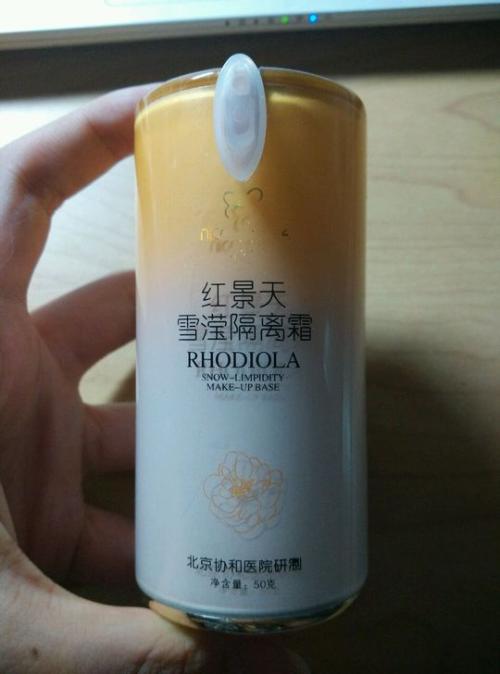 红景天
雪滢隔离霜
RHODIOLA
SNOW-LIMPIDITY
MAKE-UP BASE
北京协和医院研制
净含量：50克